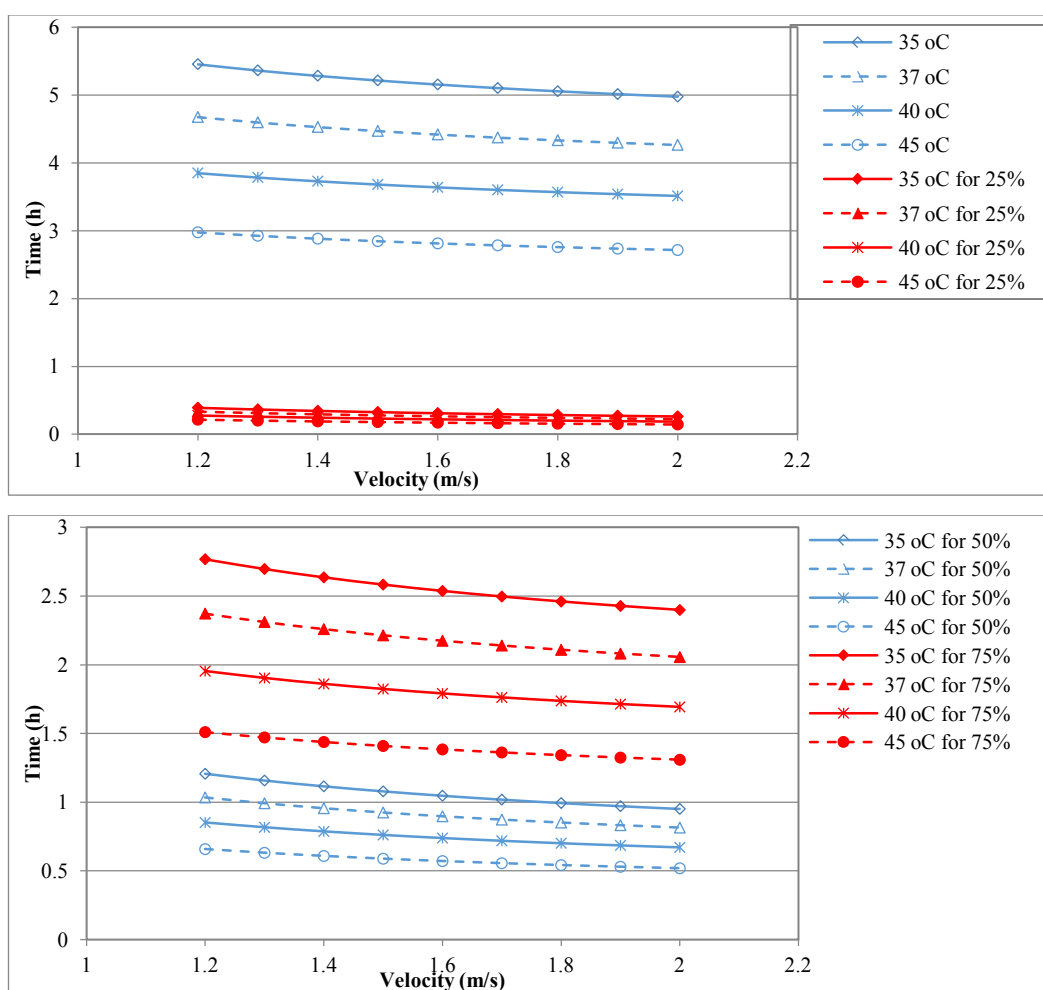 6
5
4
3
2
1
0
1
1.2
1.4
1.6
1.8
2
2.2
Time (h)
Velocity (m/s)
35 oC
37 oC
40 oC
45 oC
35 oC for 25%
37 oC for 25%
40 oC for 25%
45 oC for 25%
3
2.5
2
1.5
1
0.5
0
1
1.2
1.4
1.6
1.8
2
2.2
Time (h)
Velocity (m/s)
35 oC for 50%
37 oC for 50%
40 oC for 50%
45 oC for 50%
35 oC for 75%
37 oC for 75%
40 oC for 75%
45 oC for 75%